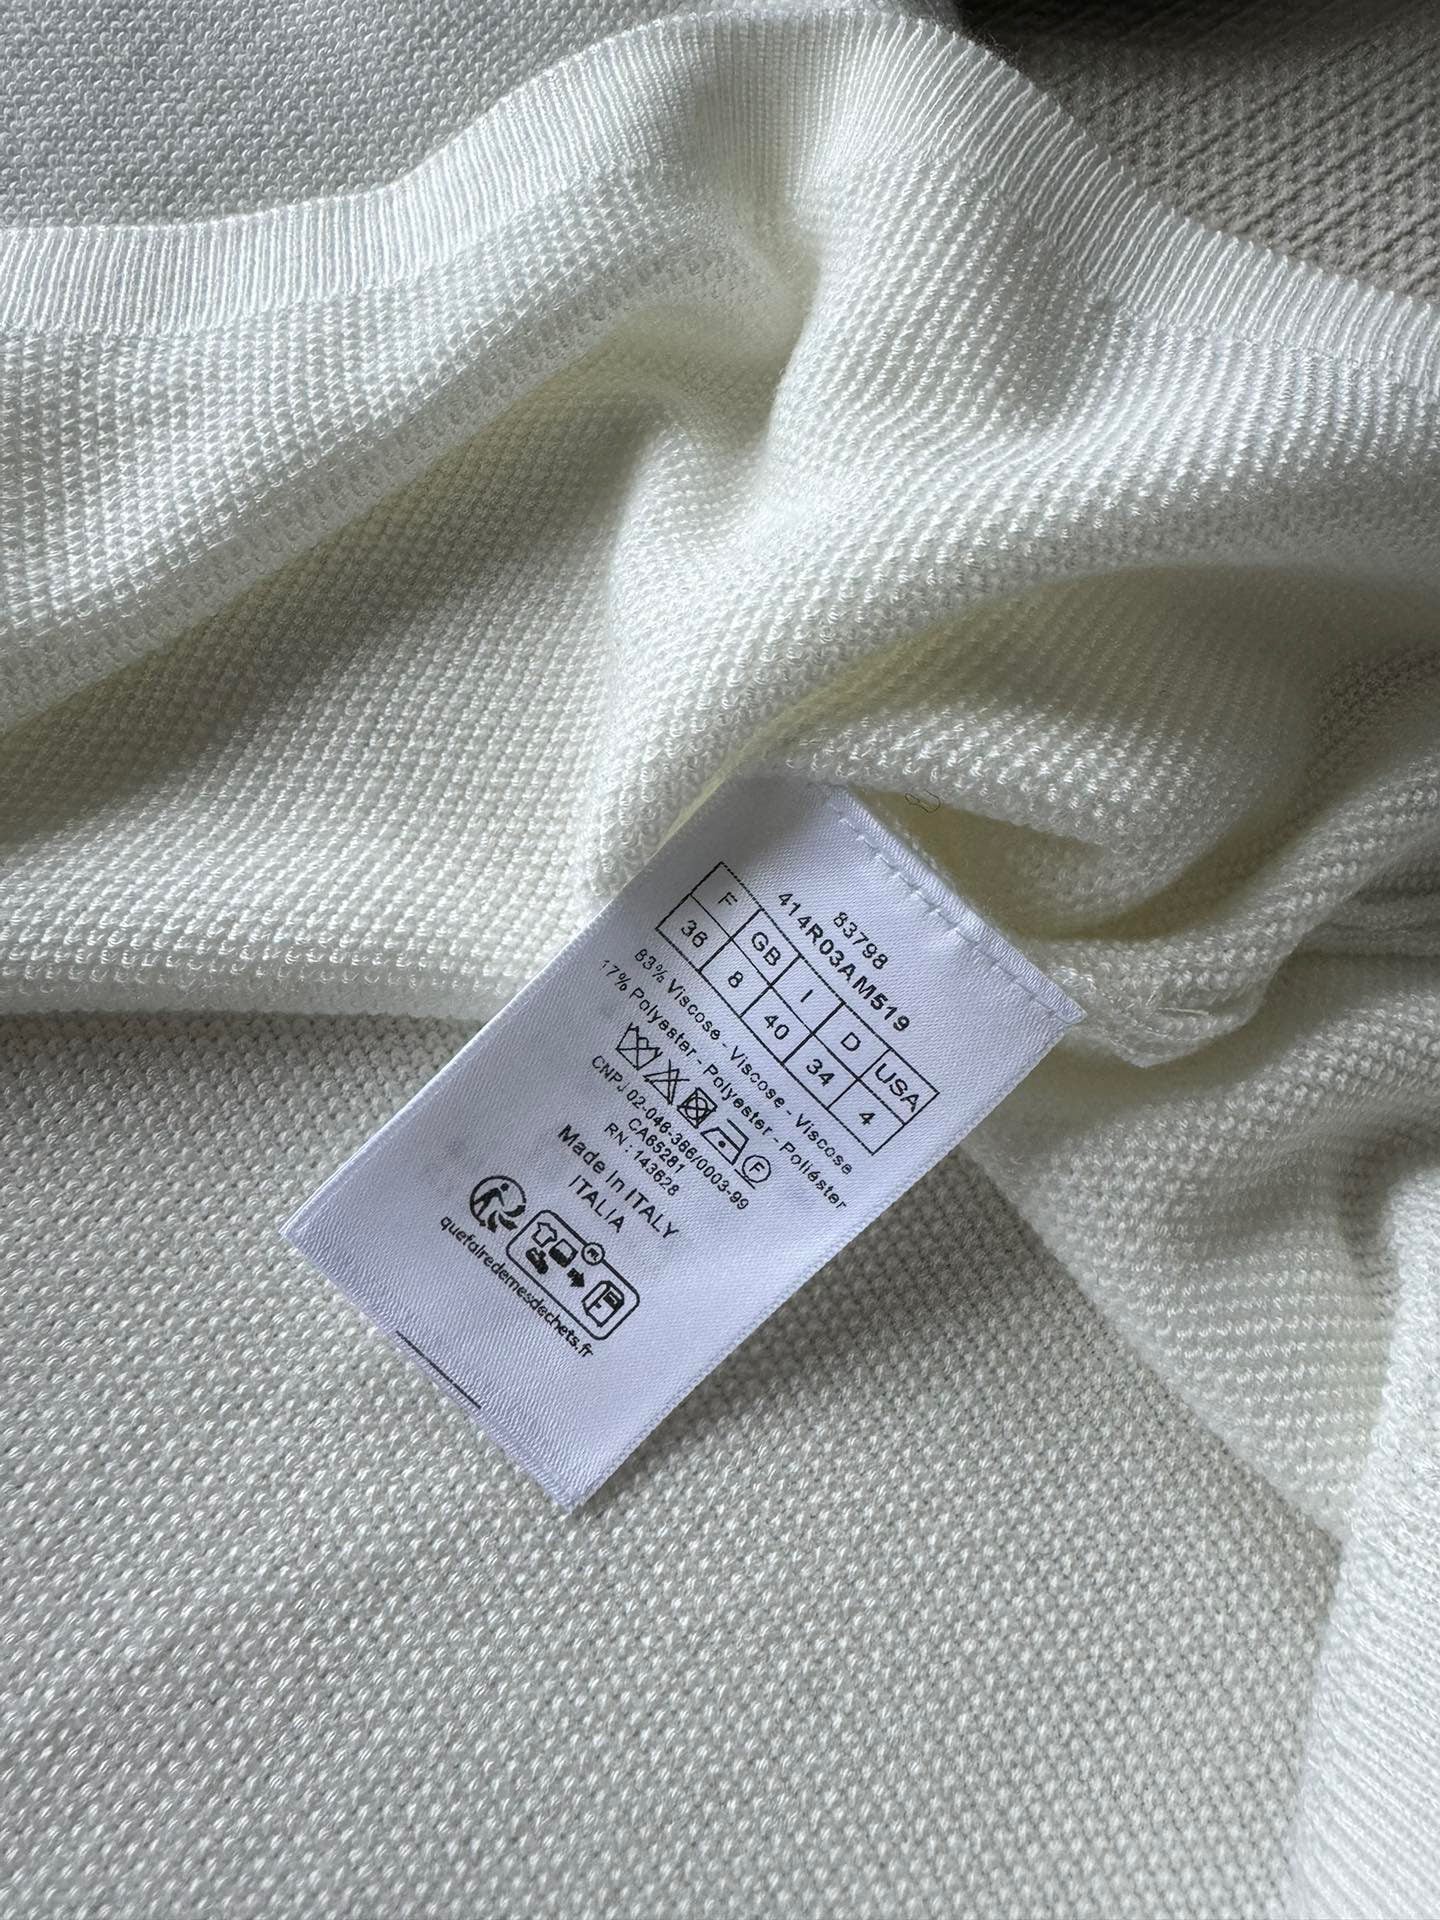 83798
414R03AM519
F GB I D USA
36 8 40 34 4
83% Viscose - Viscose - Viscose
17% Polyester - Polyester - Poliéster
F
CNPJ 02-046-386/0003-99
CA65281
RN : 143628
Made in ITALY
ITALIA
quefairedemesdechets.fr